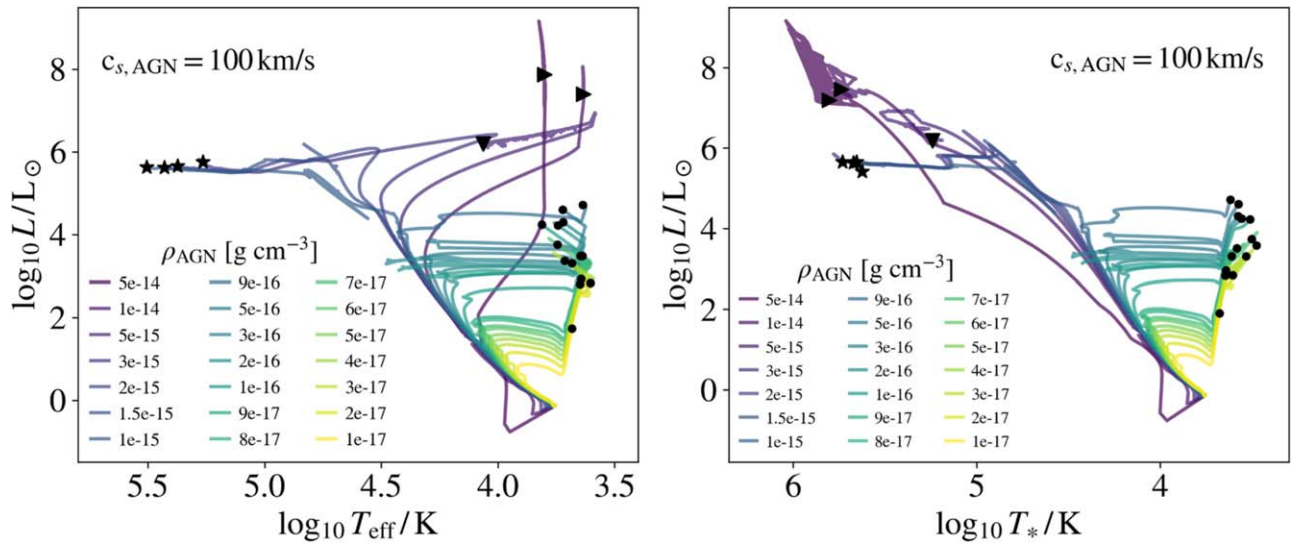 c_{s, AGN} = 100 km/s
log₁₀ L/L⊙
8
6
4
2
0
ρ_AGN [g cm⁻³]
5e-14 9e-16 7e-17
1e-14 5e-16 6e-17
5e-15 3e-16 5e-17
3e-15 2e-16 4e-17
2e-15 1e-16 3e-17
1.5e-15 9e-17 2e-17
1e-15 8e-17 1e-17
5.5 5.0 4.5 4.0 3.5
log₁₀ T_eff / K
c_{s, AGN} = 100 km/s
log₁₀ L/L⊙
8
6
4
2
0
ρ_AGN [g cm⁻³]
5e-14 9e-16 7e-17
1e-14 5e-16 6e-17
5e-15 3e-16 5e-17
3e-15 2e-16 4e-17
2e-15 1e-16 3e-17
1.5e-15 9e-17 2e-17
1e-15 8e-17 1e-17
6 5 4
log₁₀ T_* / K